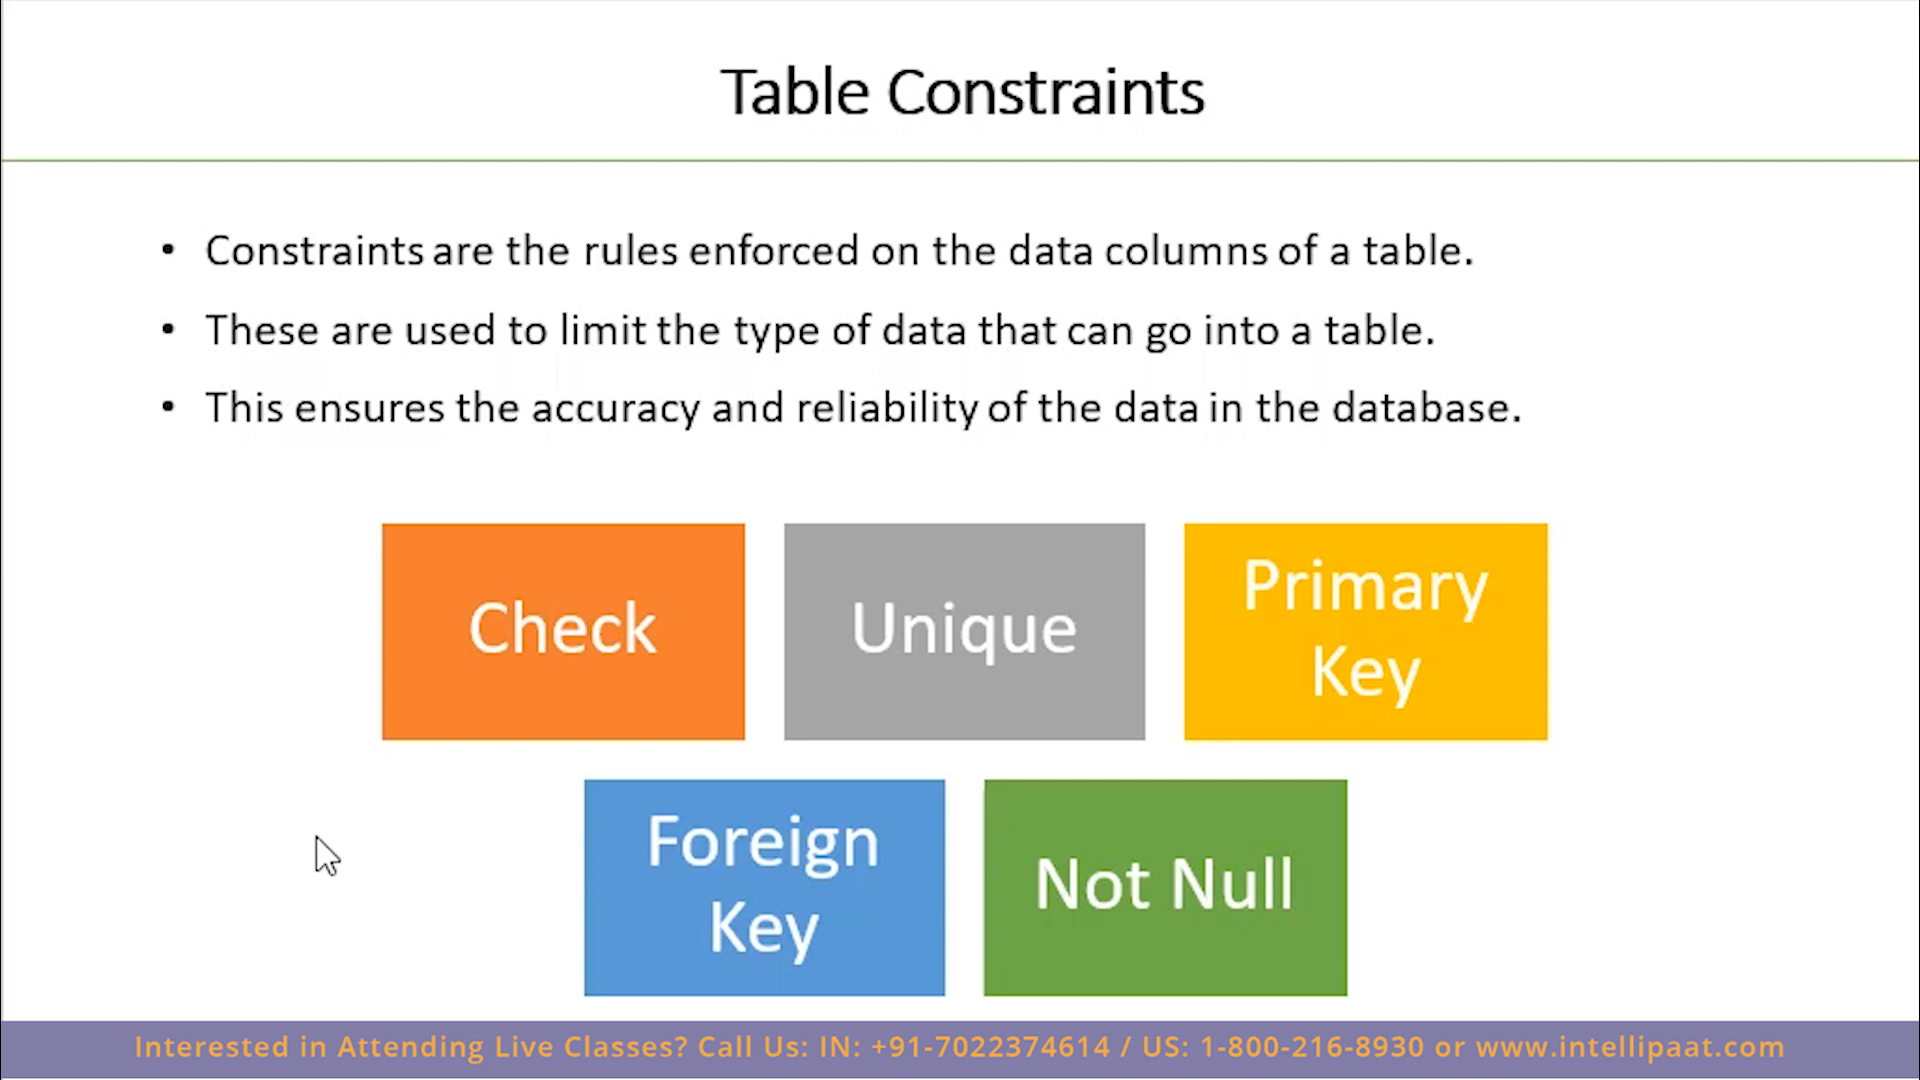 Table Constraints
• Constraints are the rules enforced on the data columns of a table.
• These are used to limit the type of data that can go into a table.
• This ensures the accuracy and reliability of the data in the database.
Check
Unique
Primary
Key
Foreign
Key
Not Null
Interested in Attending Live Classes? Call Us: IN: +91-7022374614 / US: 1-800-216-8930 or www.intellipaat.com